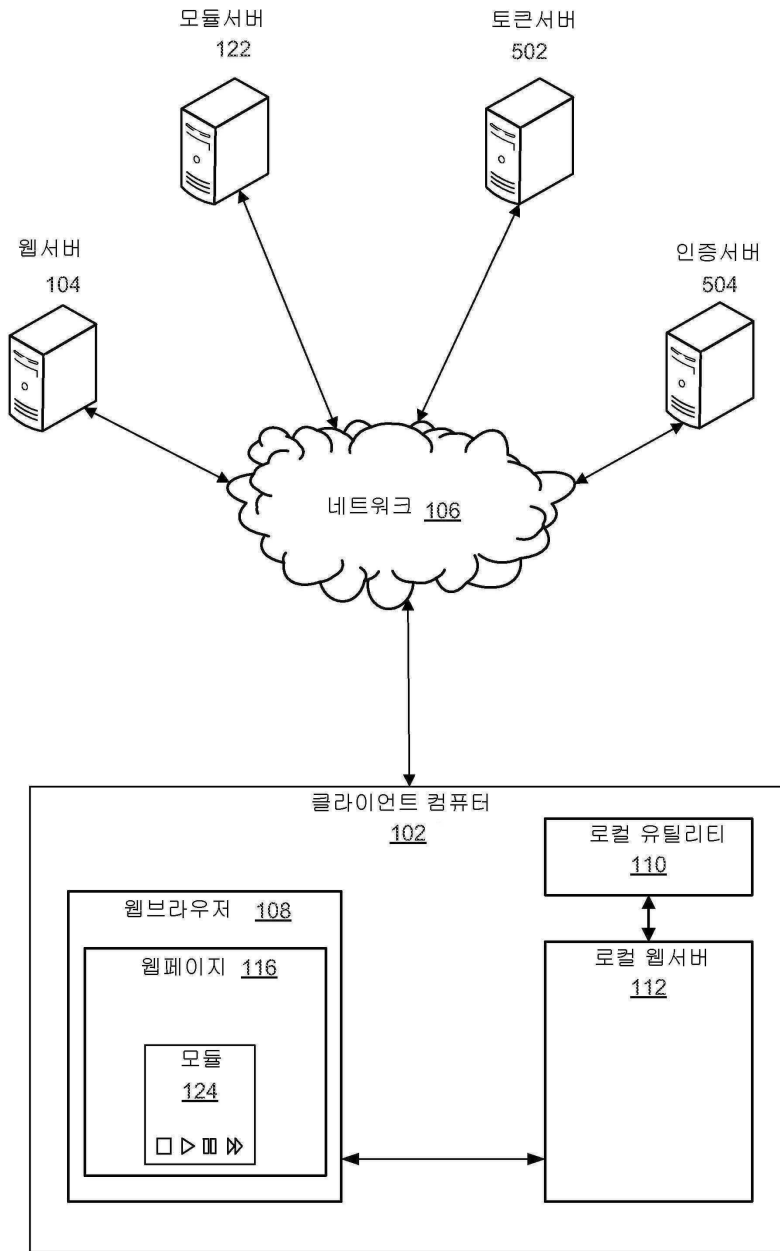 모듈서버
122
토큰서버
502
웹서버
104
인증서버
504
네트워크 106
클라이언트 컴퓨터
102
로컬 유틸리티
110
웹브라우저 108
웹페이지 116
로컬 웹서버
112
모듈
124